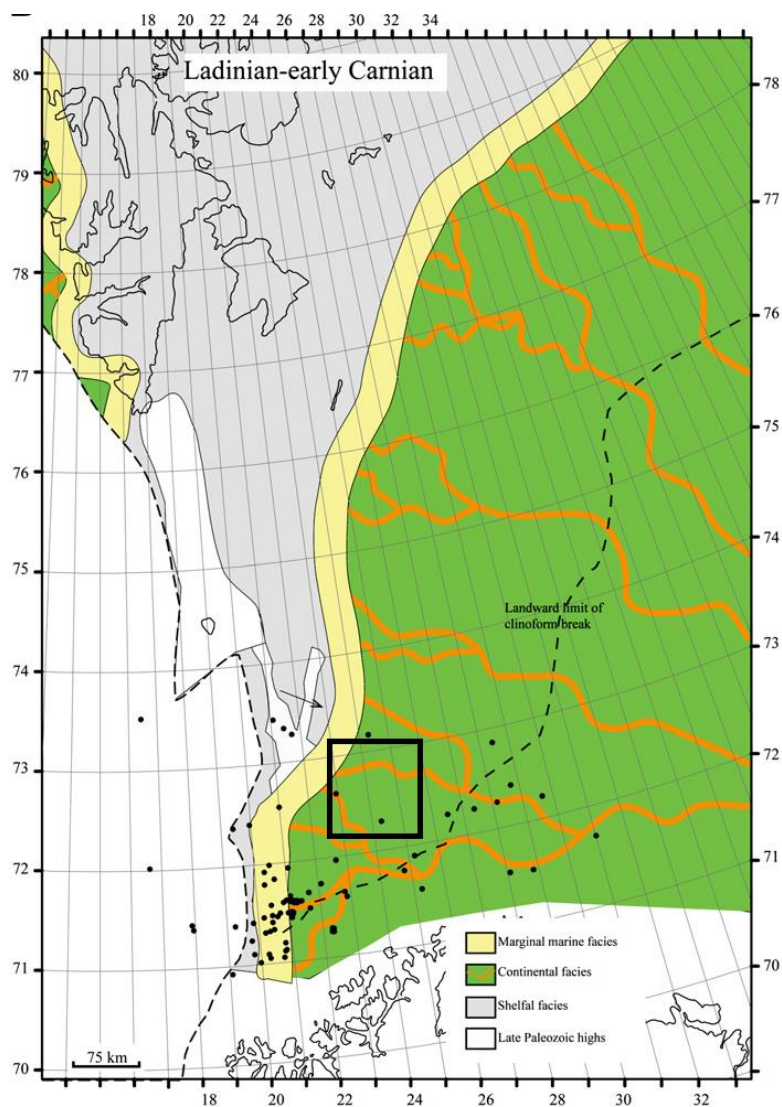 18 20 22 24 26 28 29 30 32 34
Ladinian-early Carnian
80
79
78
77
76
75
74
73
72
71
70
78
77
76
75
74
73
72
71
70
Landward limit of
clinoform break
Marginal marine facies
Continental facies
Shelfal facies
Late Paleozoic highs
75 km
18 20 22 24 26 28 30 32